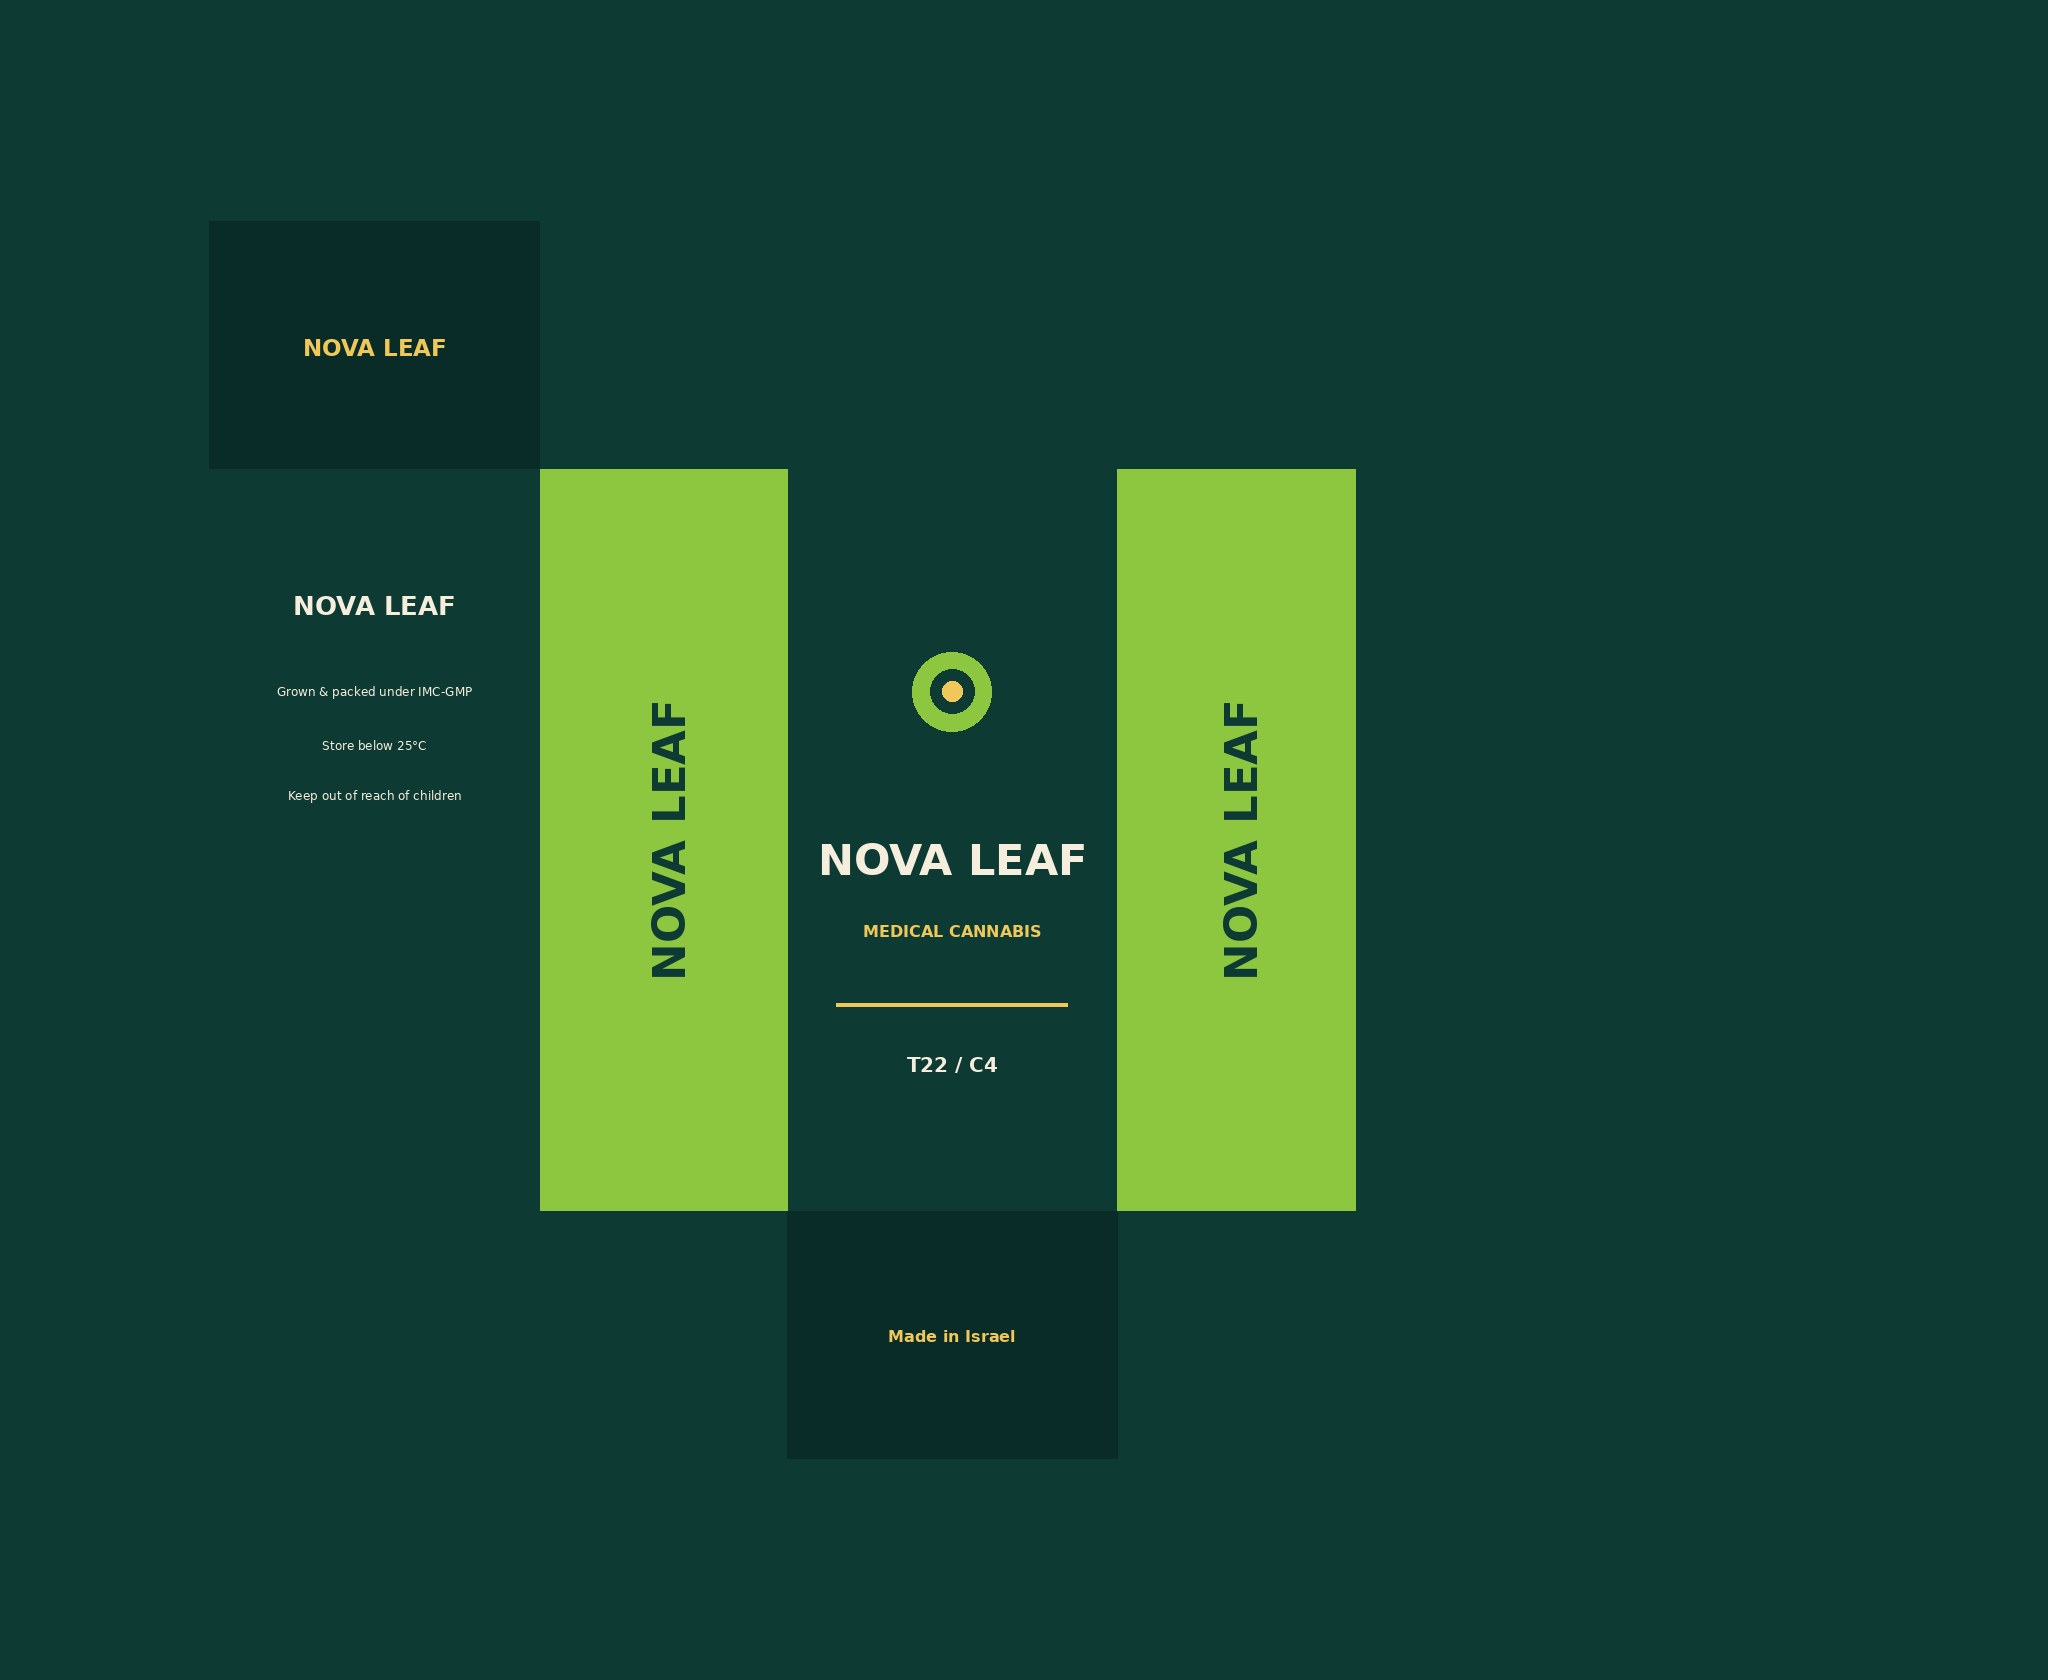 NOVA LEAF
NOVA LEAF
Grown & packed under IMC-GMP
Store below 25°C
Keep out of reach of children
NOVA LEAF
NOVA LEAF
MEDICAL CANNABIS
T22 / C4
NOVA LEAF
Made in Israel